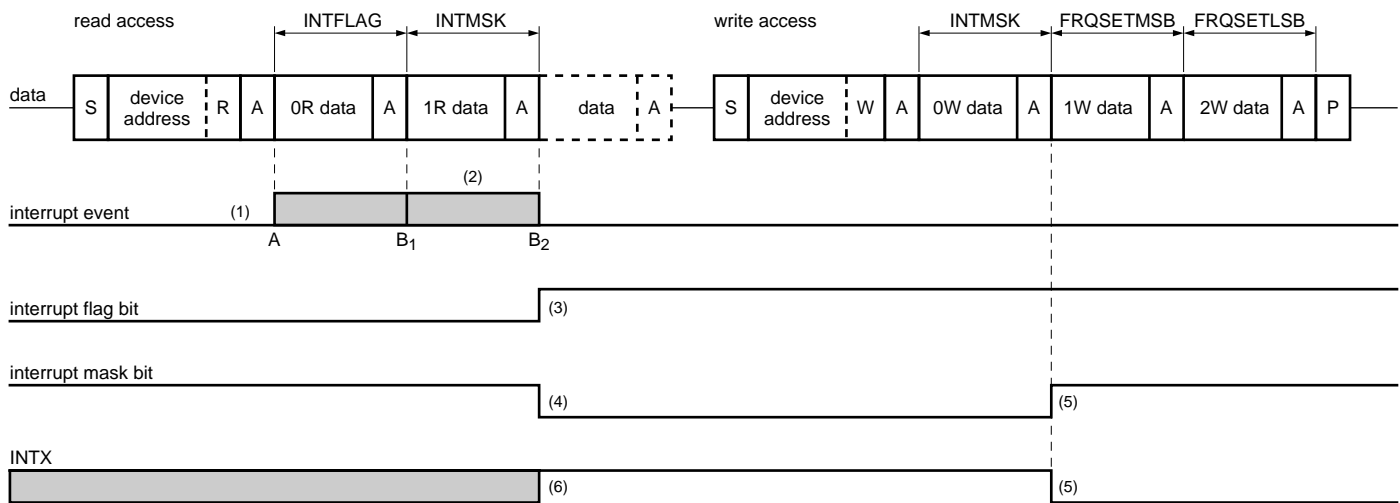 read access INTFLAG INTMSK write access INTMSK FRQSETMSB FRQSETLSB
data S device address R A 0R data A 1R data A data A S device address W A 0W data A 1W data A 2W data A P
(2)
interrupt event (1)
A B1 B2
interrupt flag bit (3)
interrupt mask bit
(4) (5)
INTX
(6) (5)